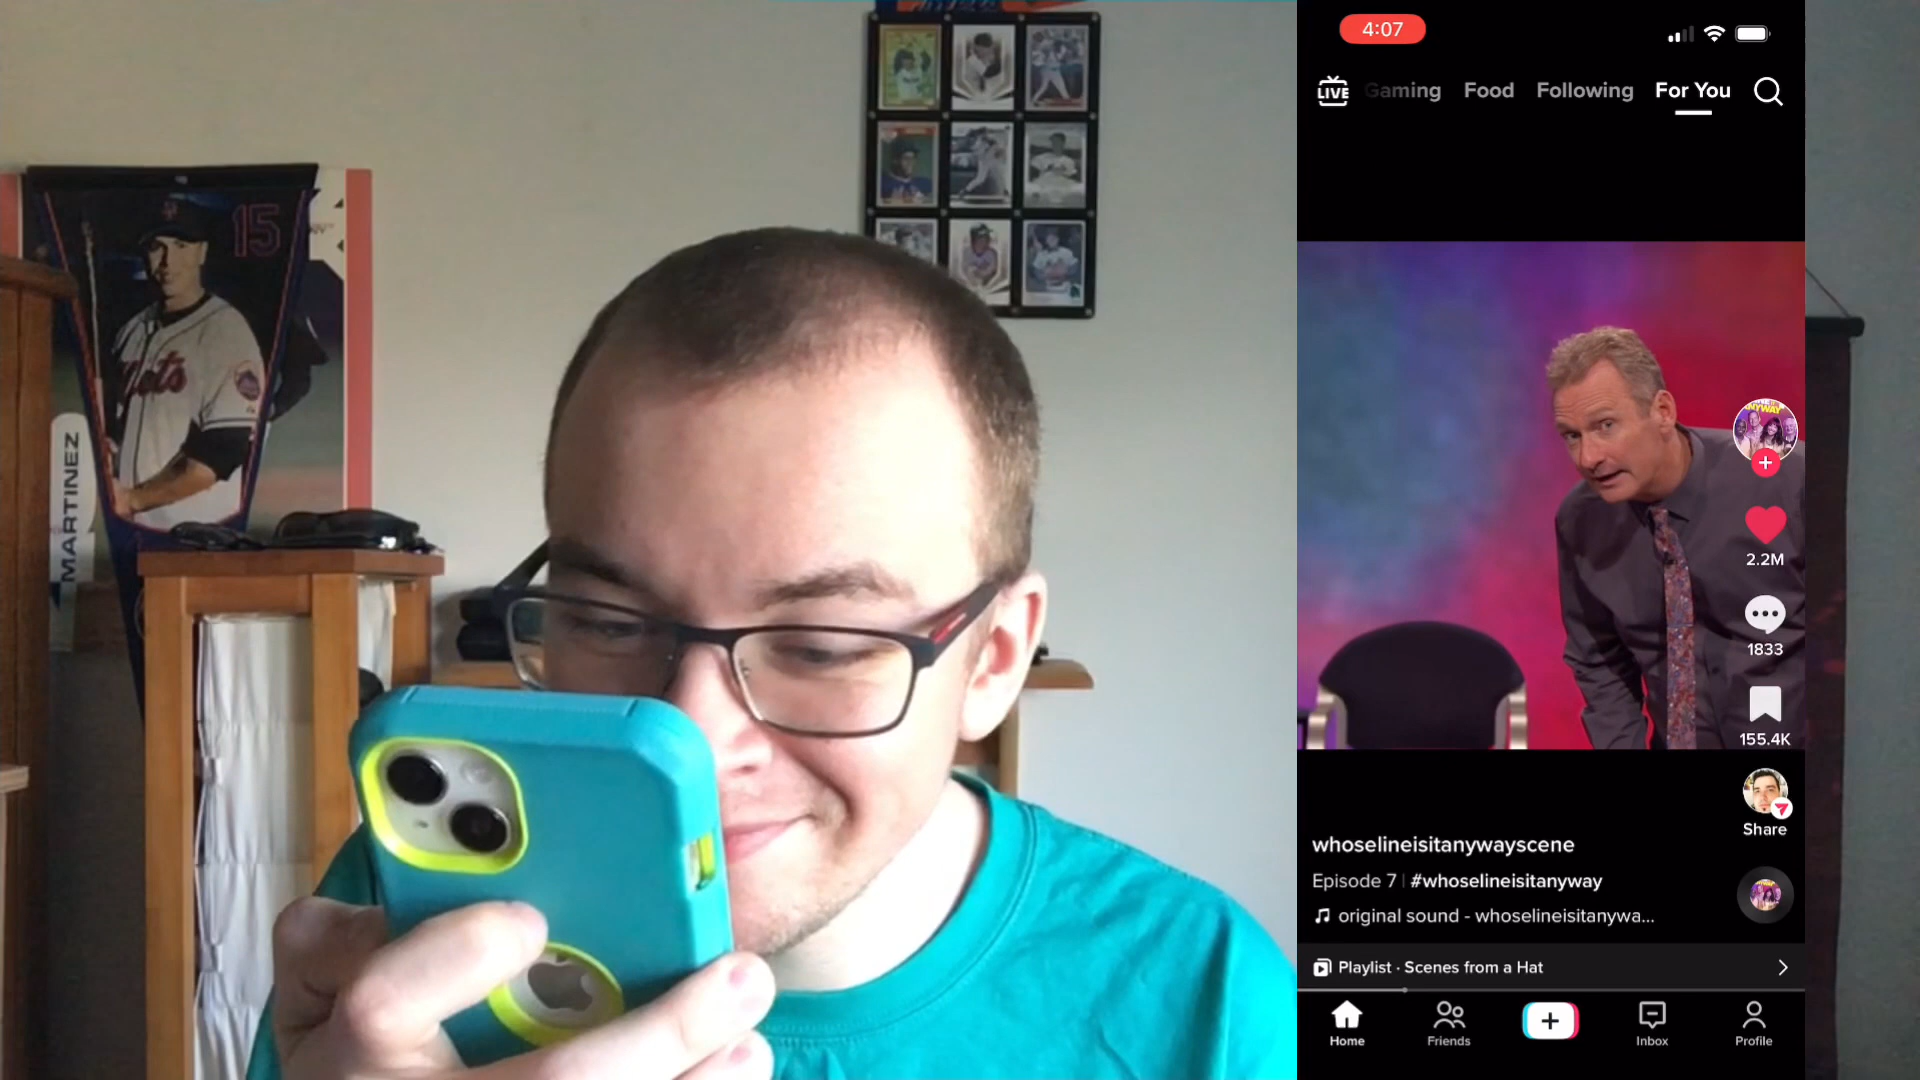 15
Mets
MARTINEZ
4:07
LIVE
Gaming
Food
Following
For You
ANYWAY
2.2M
1833
155.4K
Share
whoselineisitanywayscene
Episode 7 | #whoselineisitanyway
original sound - whoselineisitanywa...
Playlist · Scenes from a Hat
Home
Friends
Inbox
Profile